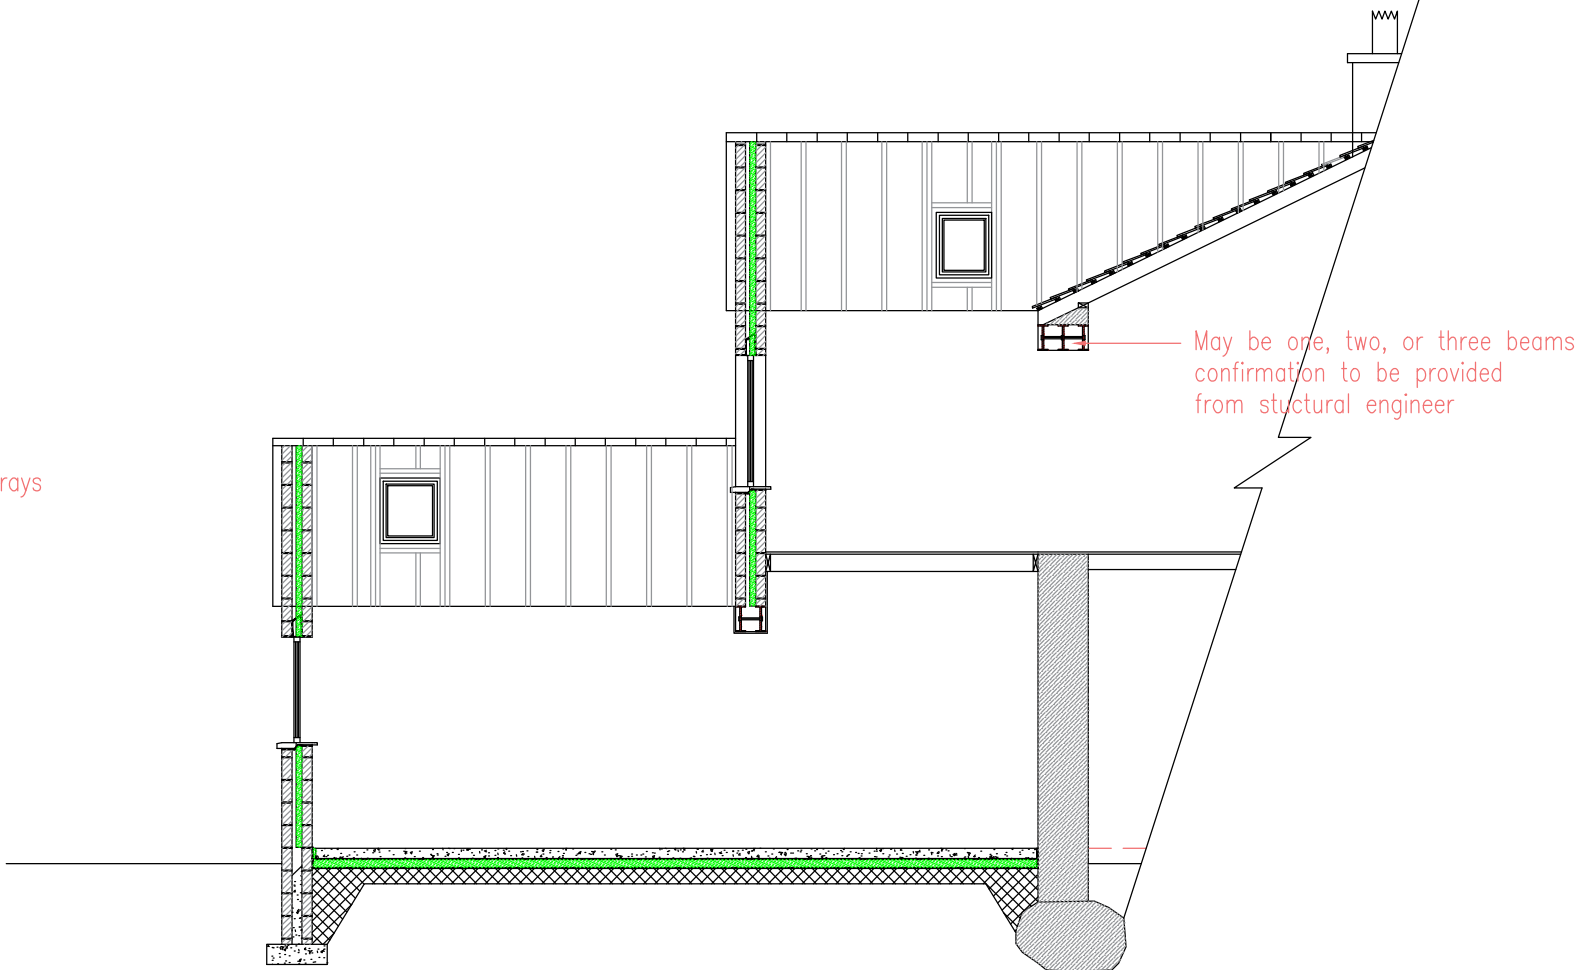 May be one, two, or three beams
confirmation to be provided
from stuctural engineer
rays